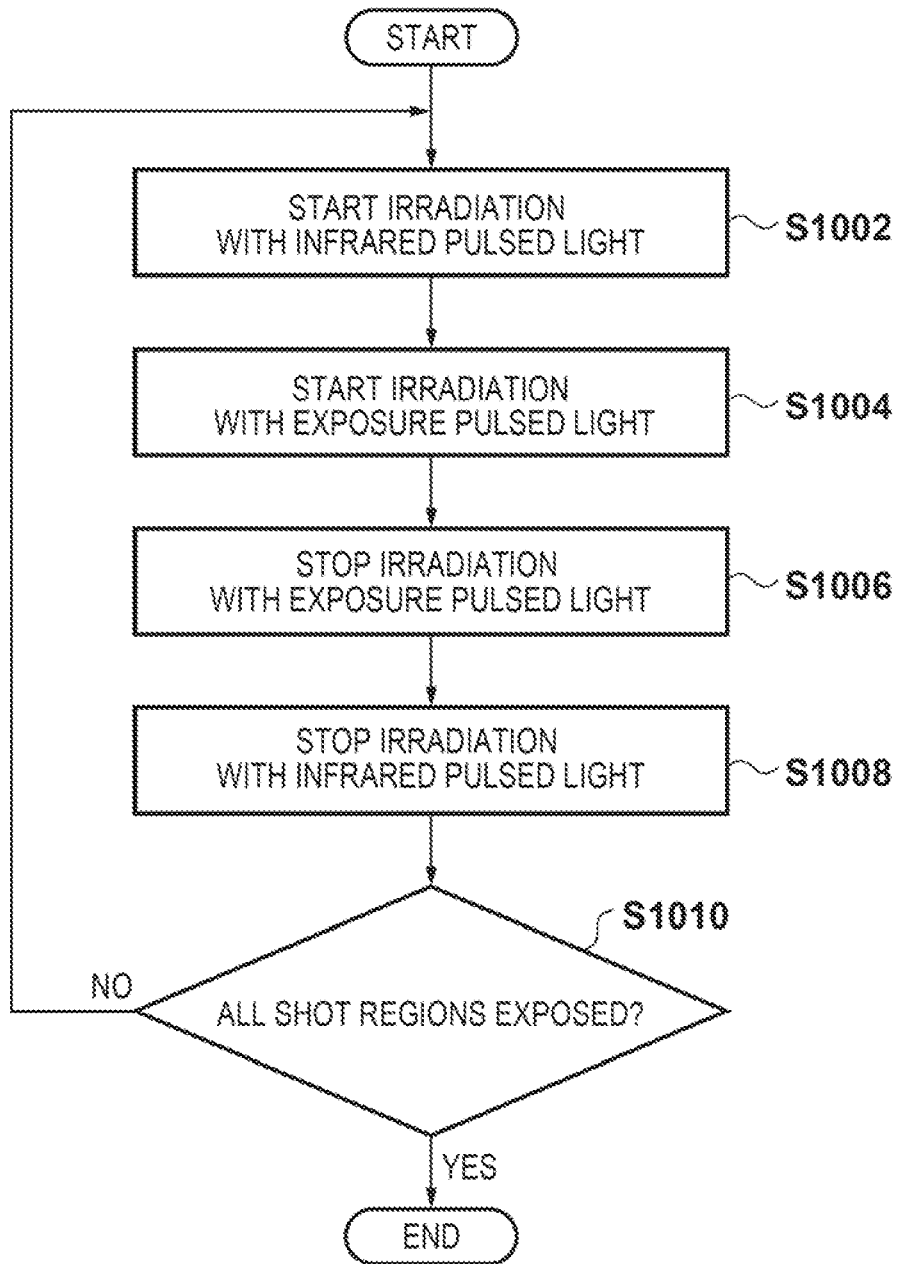 START
START IRRADIATION
WITH INFRARED PULSED LIGHT
S1002
START IRRADIATION
WITH EXPOSURE PULSED LIGHT
S1004
STOP IRRADIATION
WITH EXPOSURE PULSED LIGHT
S1006
STOP IRRADIATION
WITH INFRARED PULSED LIGHT
S1008
S1010
NO
ALL SHOT REGIONS EXPOSED?
YES
END